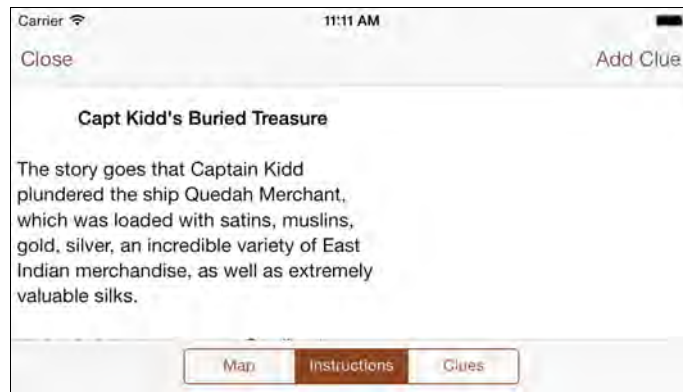 Carrier
11:11 AM
Close
Add Clue
Capt Kidd's Buried Treasure
The story goes that Captain Kidd
plundered the ship Quedah Merchant,
which was loaded with satins, muslins,
gold, silver, an incredible variety of East
Indian merchandise, as well as extremely
valuable silks.
Map
Instructions
Clues